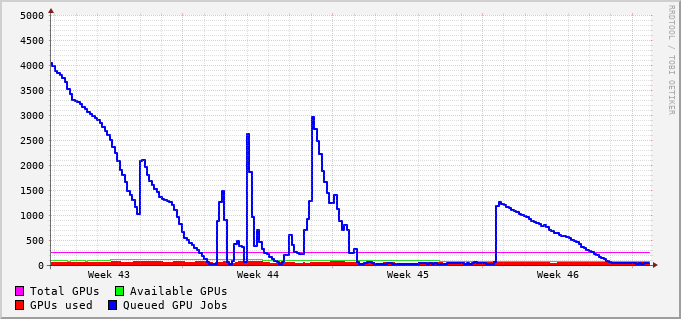 5000
4500
4000
3500
3000
2500
2000
1500
1000
500
0
Week 43 Week 44 Week 45 Week 46
Total GPUs Available GPUs
GPUs used Queued GPU Jobs
RRDTOOL / TOBI OETIKER